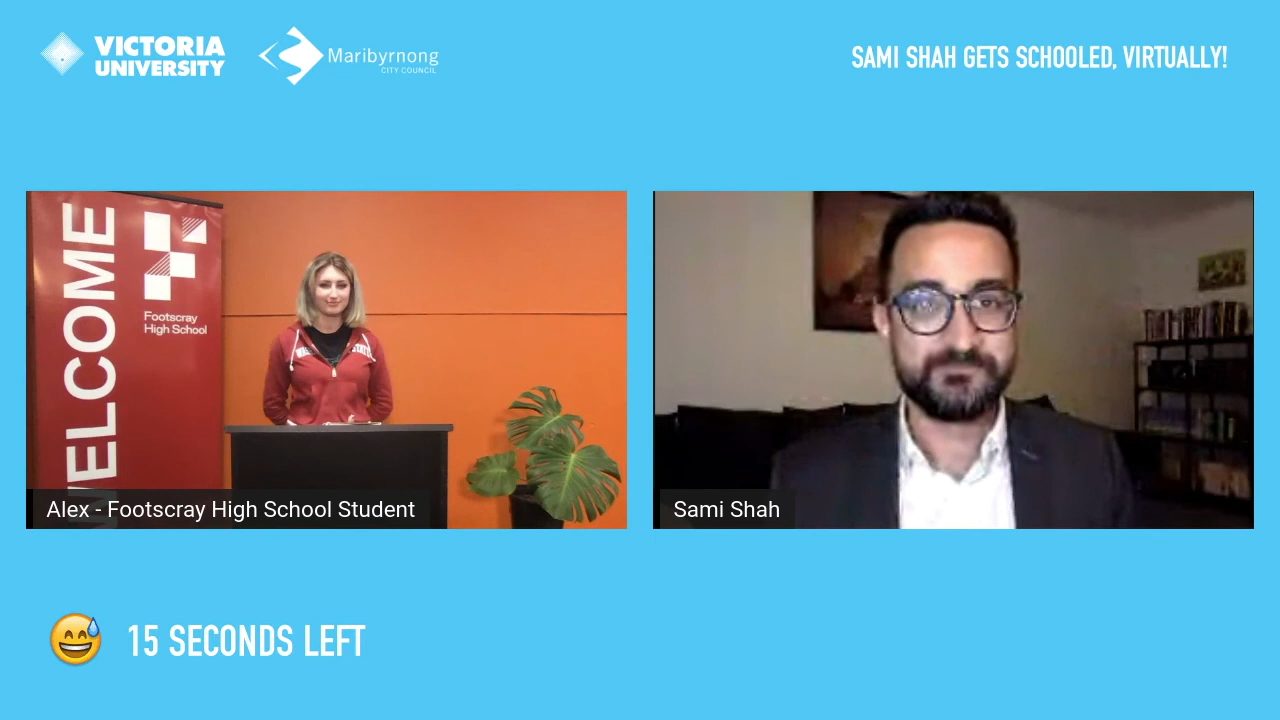 VICTORIA
UNIVERSITY
Maribyrnong
CITY COUNCIL
SAMI SHAH GETS SCHOOLED, VIRTUALLY!
WELCOME
Footscray
High School
Alex - Footscray High School Student
Sami Shah
15 SECONDS LEFT